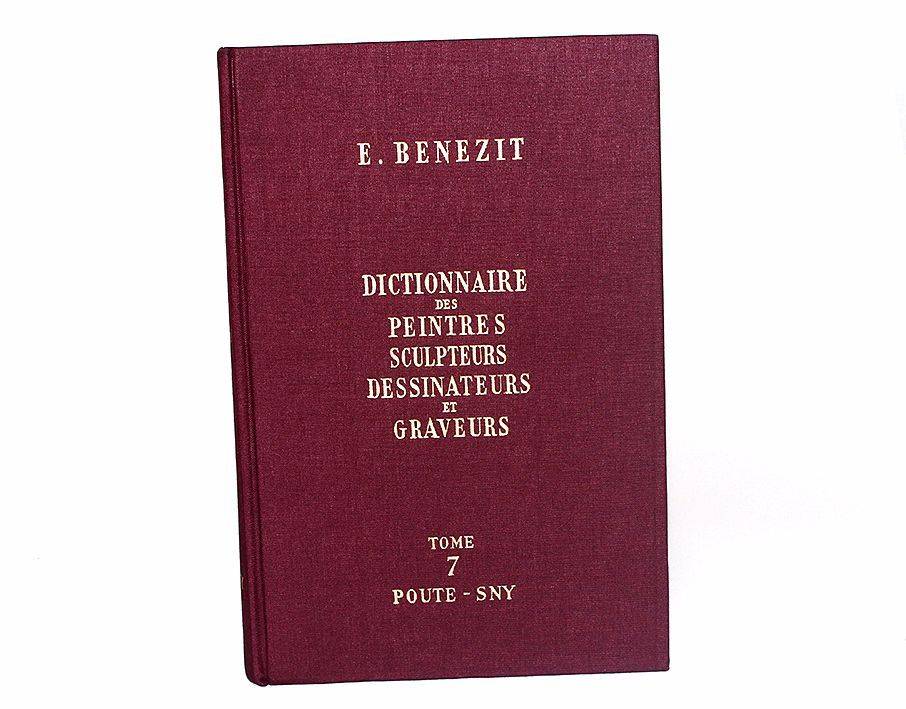 E. BENEZIT
DICTIONNAIRE
DES
PEINTRES
SCULPTEURS
DESSINATEURS
ET
GRAVEURS
TOME
7
POUTE - SNY